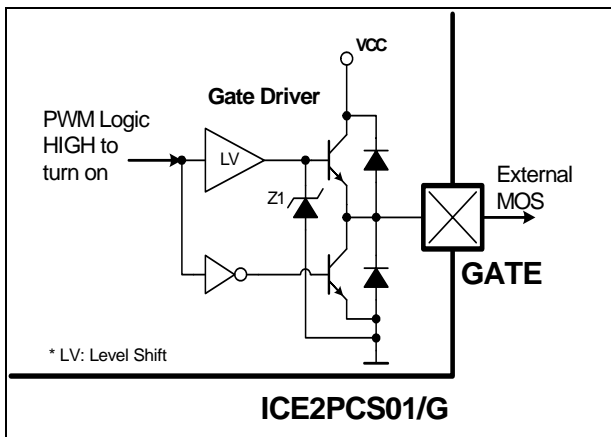 VCC
Gate Driver
PWM Logic
HIGH to
turn on
LV
Z1
External
MOS
GATE
* LV: Level Shift
ICE2PCS01/G